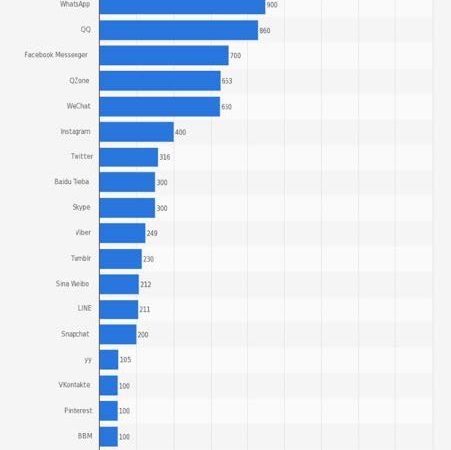 WhatsApp 900
QQ 860
Facebook Messenger 700
QZone 653
WeChat 650
Instagram 400
Twitter 316
Baidu Tieba 300
Skype 300
Viber 249
Tumblr 230
Sina Weibo 212
LINE 211
Snapchat 200
yy 105
VKontakte 100
Pinterest 100
BBM 100